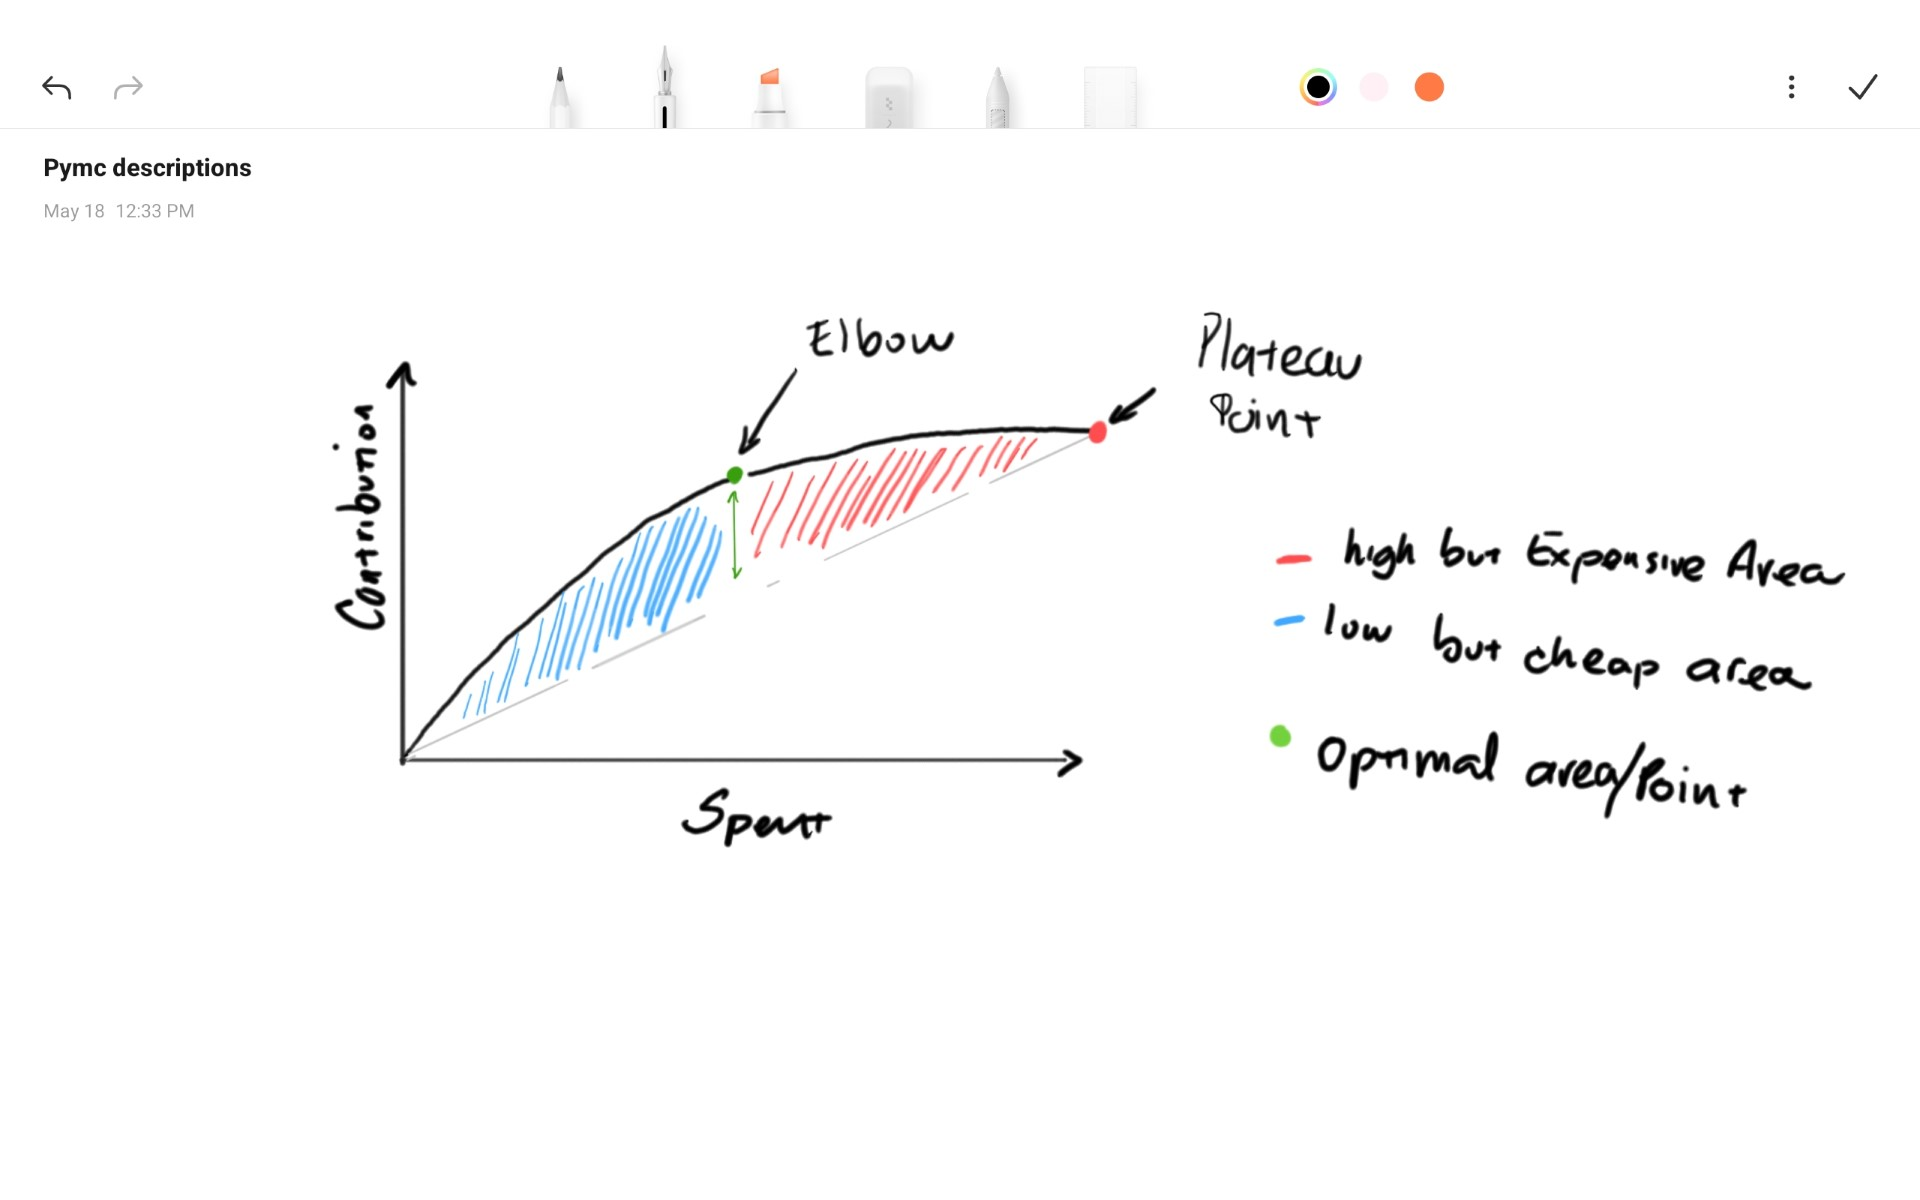 Pymc descriptions
May 18 12:33 PM
Elbow
Plateau
Point
Contribution
high but Expensive Area
low but cheap area
Optimal area/Point
Spent